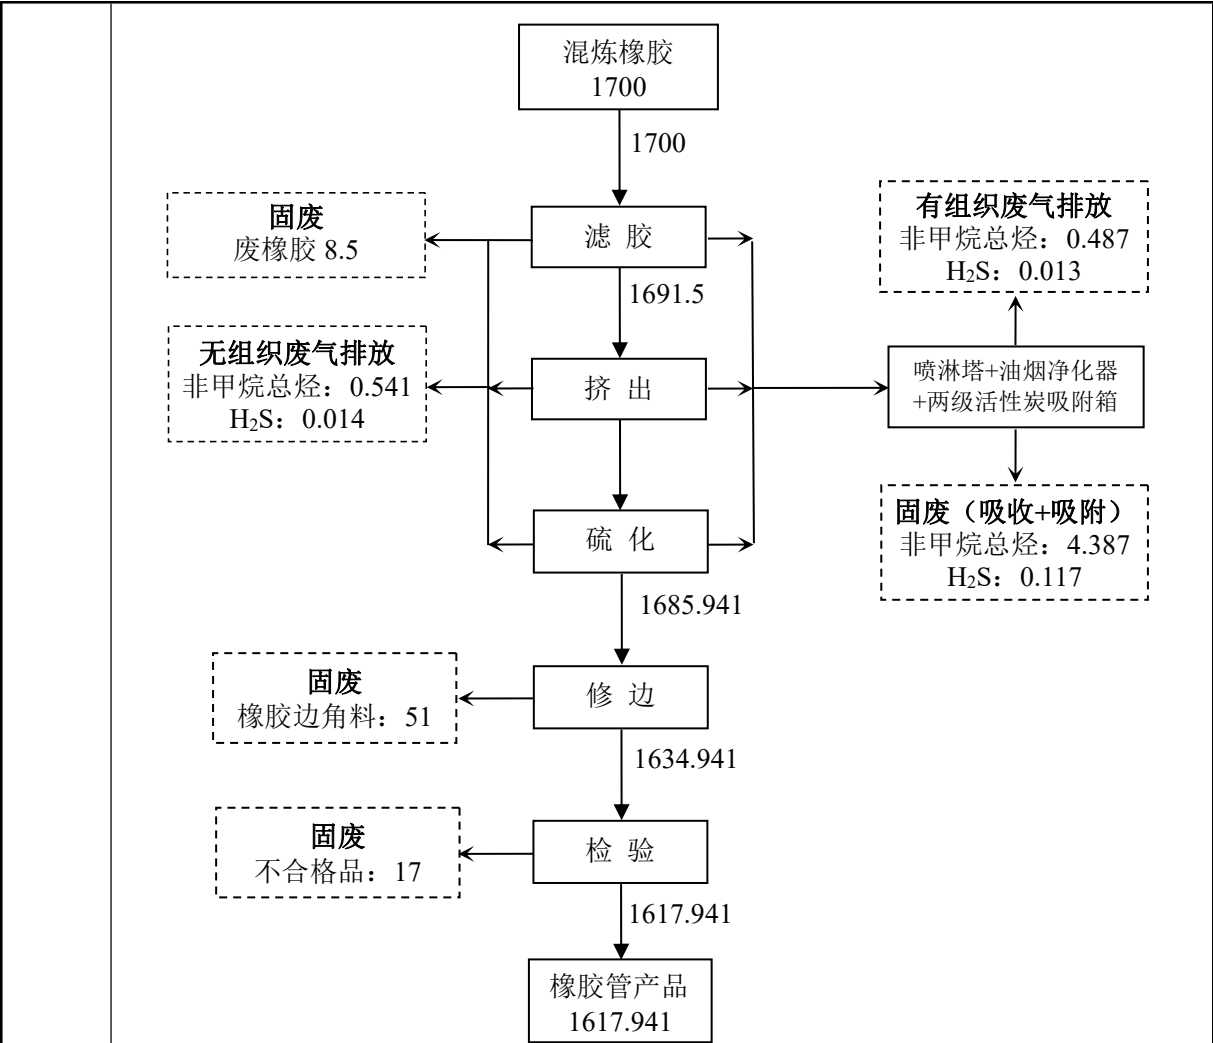 混炼橡胶
1700
1700
固废
废橡胶 8.5
滤 胶
有组织废气排放
非甲烷总烃：0.487
H₂S：0.013
1691.5
无组织废气排放
非甲烷总烃：0.541
H₂S：0.014
挤 出
喷淋塔+油烟净化器
+两级活性炭吸附箱
硫 化
固废（吸收+吸附）
非甲烷总烃：4.387
H₂S：0.117
1685.941
固废
橡胶边角料：51
修 边
1634.941
固废
不合格品：17
检 验
1617.941
橡胶管产品
1617.941